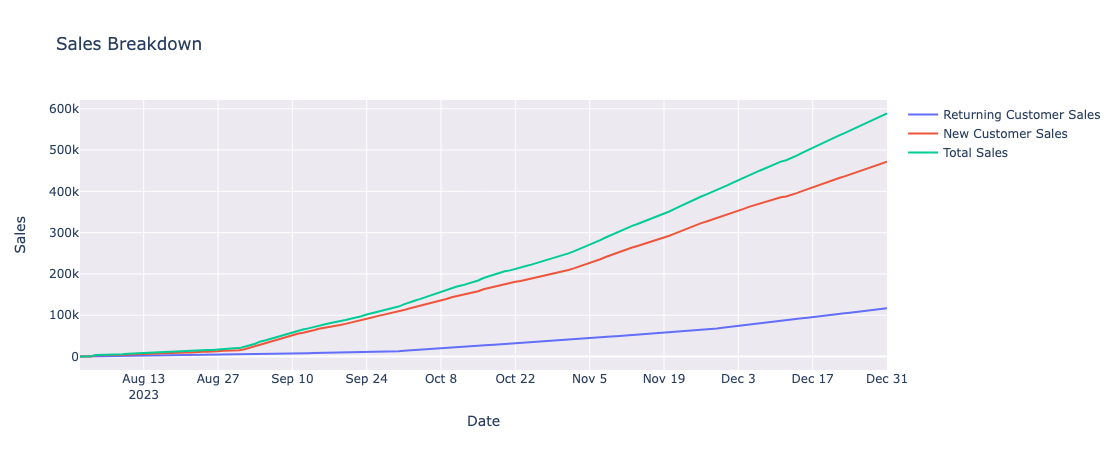 Sales Breakdown
600k
500k
400k
300k
200k
100k
0
Sales
Aug 13
2023
Aug 27
Sep 10
Sep 24
Oct 8
Oct 22
Nov 5
Nov 19
Dec 3
Dec 17
Dec 31
Date
Returning Customer Sales
New Customer Sales
Total Sales